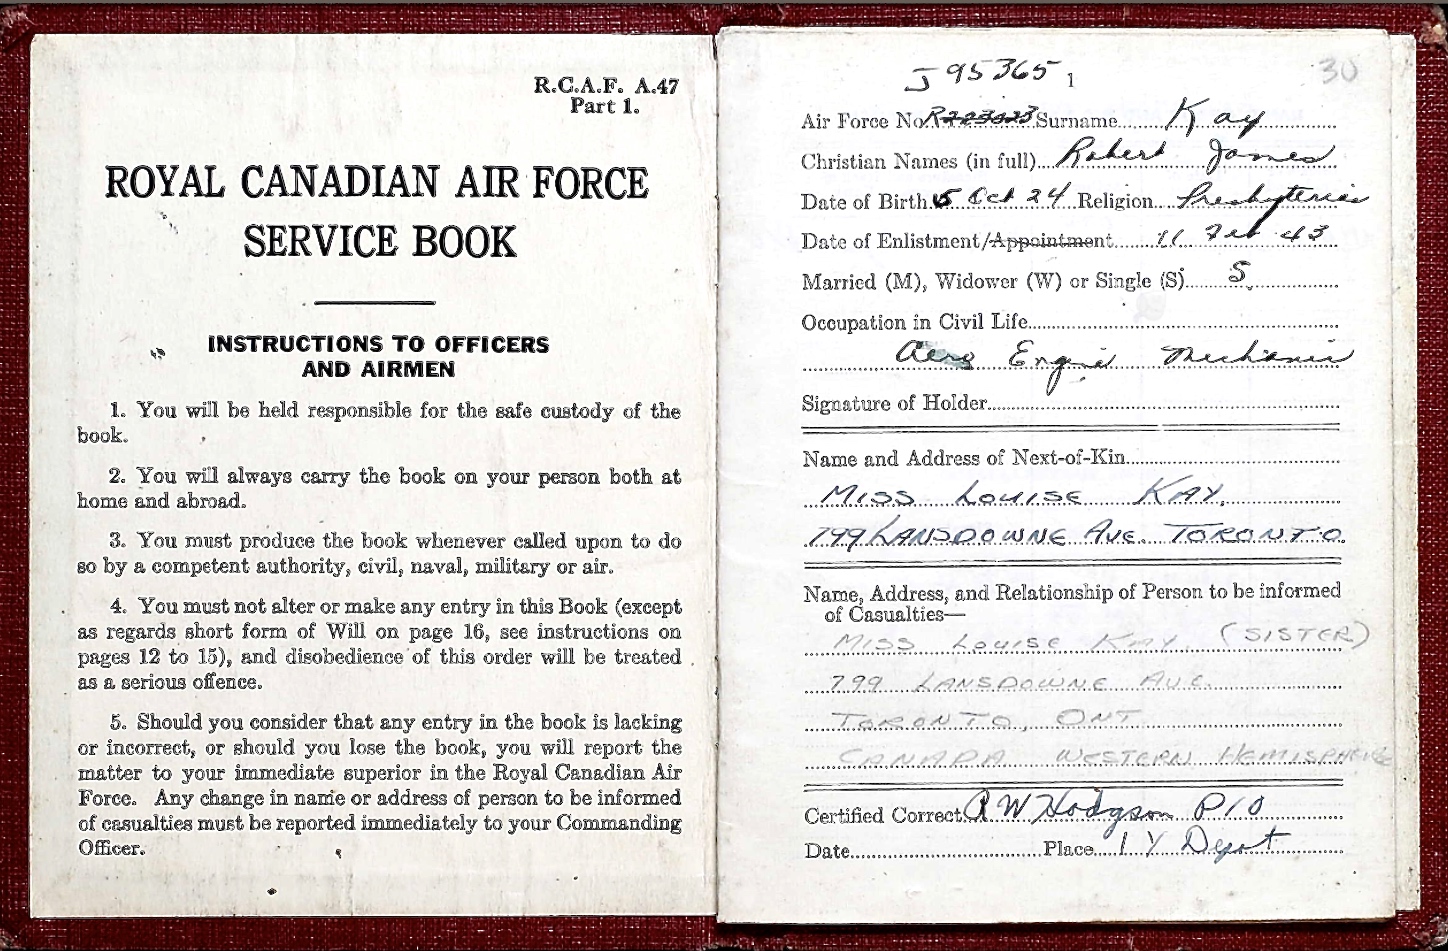 R.C.A.F. A.47
Part 1.
ROYAL CANADIAN AIR FORCE
SERVICE BOOK
INSTRUCTIONS TO OFFICERS
AND AIRMEN
1. You will be held responsible for the safe custody of the
book.
2. You will always carry the book on your person both at
home and abroad.
3. You must produce the book whenever called upon to do
so by a competent authority, civil, naval, military or air.
4. You must not alter or make any entry in this Book (except
as regards short form of Will on page 16, see instructions on
pages 12 to 15), and disobedience of this order will be treated
as a serious offence.
5. Should you consider that any entry in the book is lacking
or incorrect, or should you lose the book, you will report the
matter to your immediate superior in the Royal Canadian Air
Force. Any change in name or address of person to be informed
of casualties must be reported immediately to your Commanding
Officer.
30
J 95365 1
Air Force No. Surname Kay
Christian Names (in full) Robert James
Date of Birth 5 Oct 24 Religion Presbyterian
Date of Enlistment/Appointment 11 Feb 43
Married (M), Widower (W) or Single (S) S.
Occupation in Civil Life
Aero Engine Mechanic
Signature of Holder
Name and Address of Next-of-Kin
MISS LOUISE KAY.
799 LANSDOWNE AVE. TORONTO.
Name, Address, and Relationship of Person to be informed
of Casualties—
MISS LOUISE KAY. (SISTER)
799 LANSDOWNE AVE.
TORONTO, ONT
CANADA WESTERN HEMISPHERE
Certified Correct W Hodgson P/O
Date Place 1 Y Depot